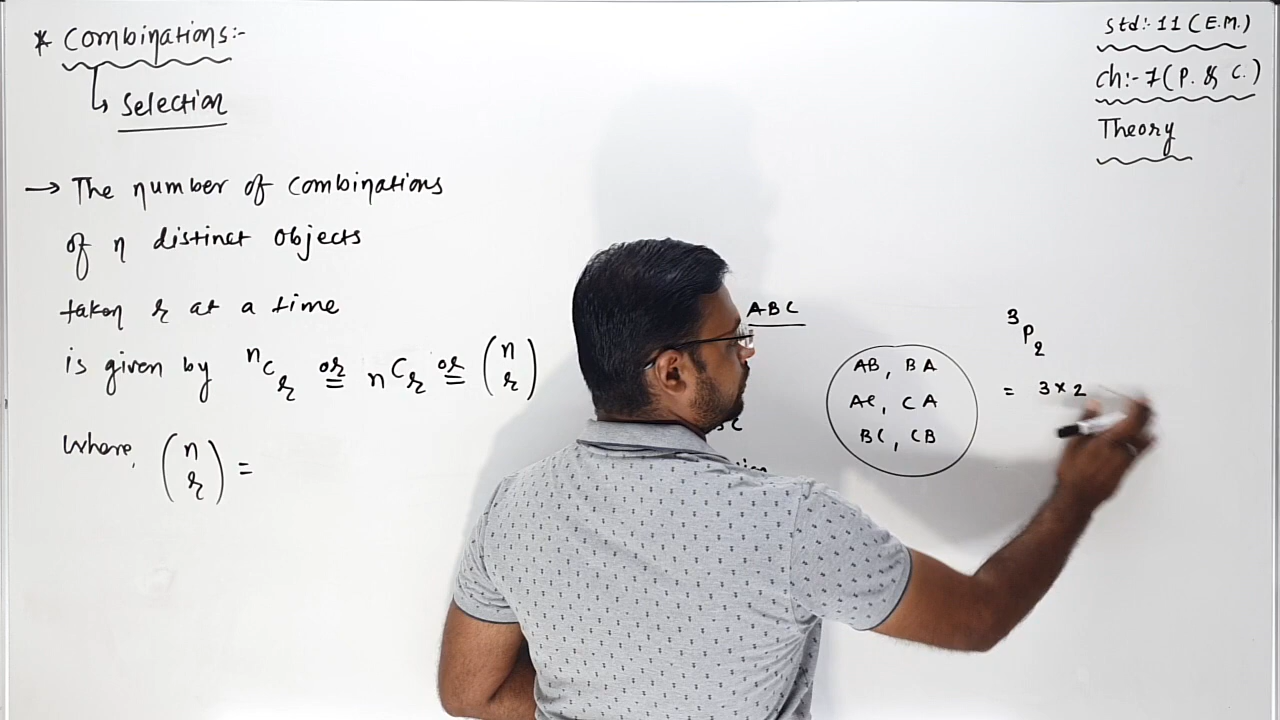 * Combinations:-
↳ Selection
→ The number of combinations
of n distinct objects
taken r at a time
is given by ⁿCᵣ or nCᵣ or (n r)
where, (n r) =
Std:- 11 (E.M.)
Ch:- 7 (P. & C.)
Theory
ABC
AB, BA
AC, CA
BC, CB
³P₂
= 3 × 2